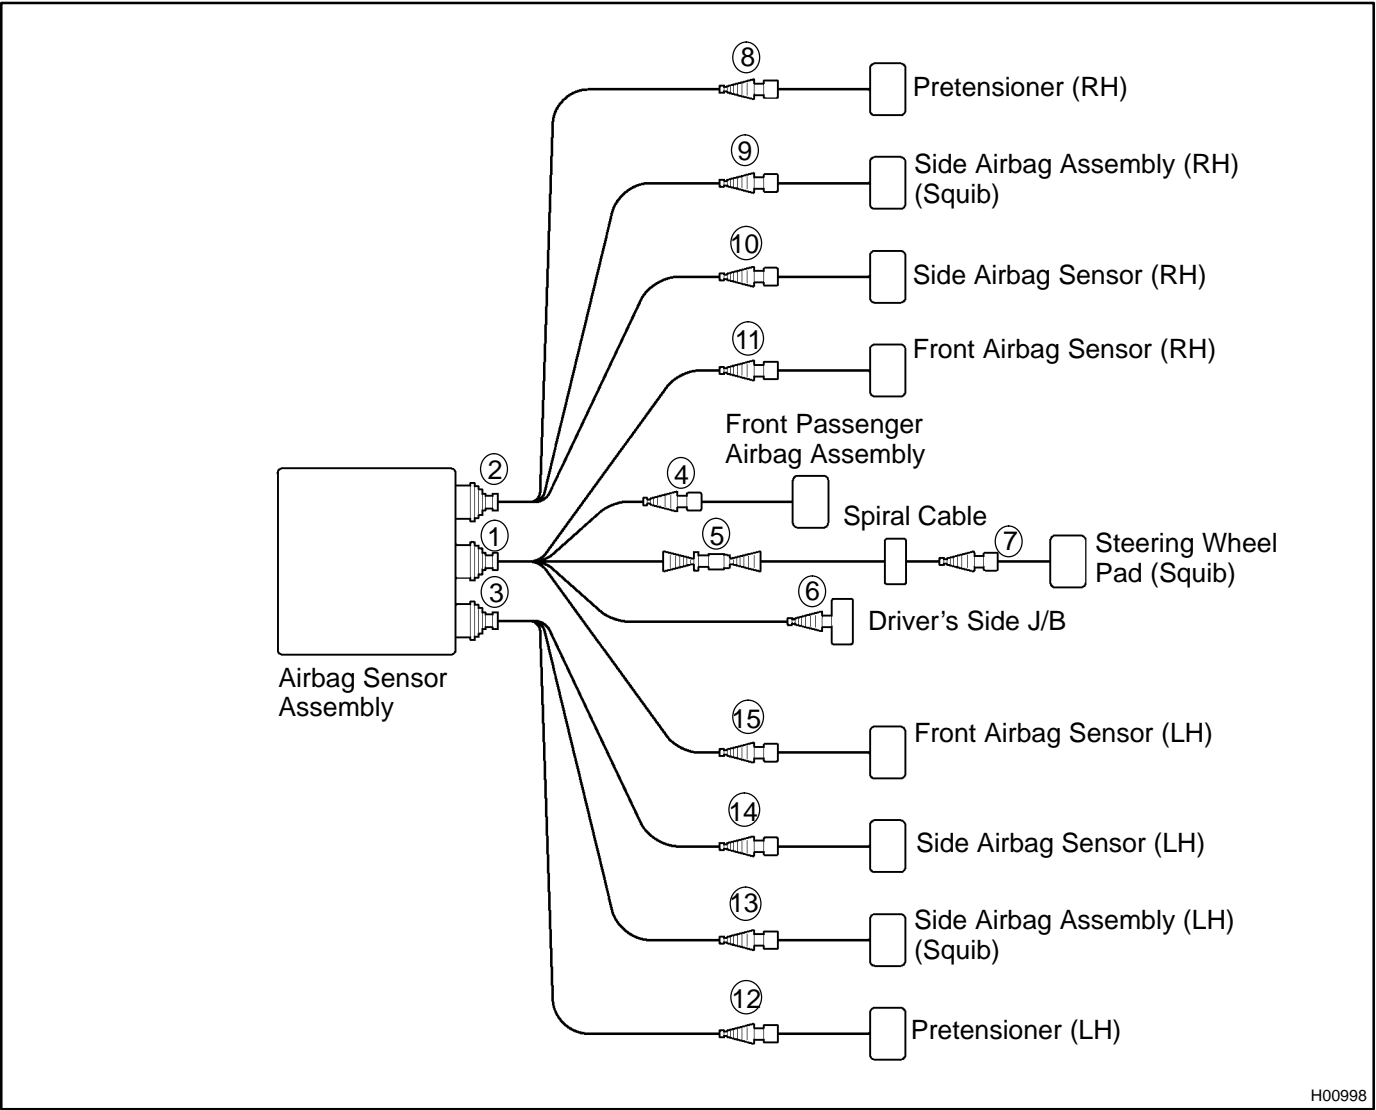 8
Pretensioner (RH)
9
Side Airbag Assembly (RH)
(Squib)
10
Side Airbag Sensor (RH)
11
Front Airbag Sensor (RH)
Front Passenger
Airbag Assembly
2
4
Spiral Cable
1
5
7
Steering Wheel
Pad (Squib)
3
6
Driver’s Side J/B
Airbag Sensor
Assembly
15
Front Airbag Sensor (LH)
14
Side Airbag Sensor (LH)
13
Side Airbag Assembly (LH)
(Squib)
12
Pretensioner (LH)
H00998